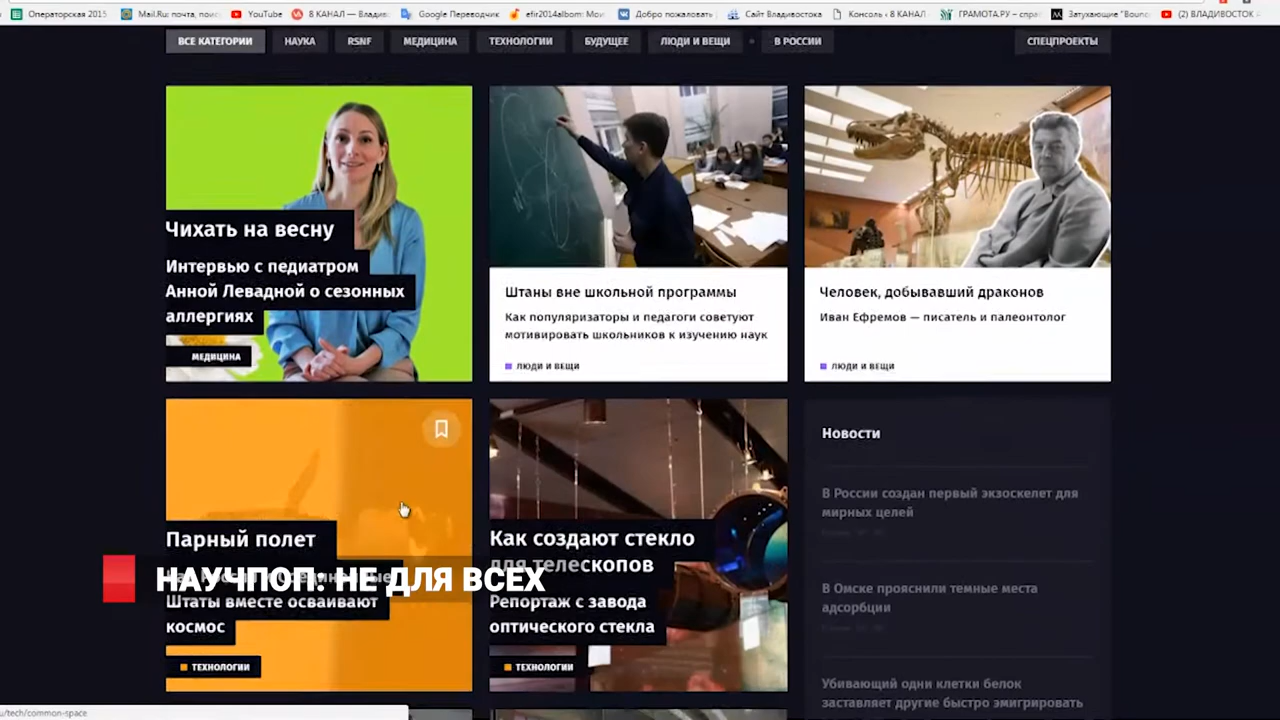 Операторская 2015
Mail.Ru: почта, поис
YouTube
8 КАНАЛ — Владив
Google Переводчик
efir2014albom: Мои
Добро пожаловать
Сайт Владивостока
Консоль ‹ 8 КАНАЛ
ГРАМОТА.РУ – спра
Затухающие "Bounc
(2) ВЛАДИВОСТОК
ВСЕ КАТЕГОРИИ
НАУКА
RSNF
МЕДИЦИНА
ТЕХНОЛОГИИ
БУДУЩЕЕ
ЛЮДИ И ВЕЩИ
В РОССИИ
СПЕЦПРОЕКТЫ
Чихать на весну
Интервью с педиатром
Анной Левадной о сезонных
аллергиях
МЕДИЦИНА
Штаны вне школьной программы
Как популяризаторы и педагоги советуют
мотивировать школьников к изучению наук
ЛЮДИ И ВЕЩИ
Человек, добывавший драконов
Иван Ефремов — писатель и палеонтолог
ЛЮДИ И ВЕЩИ
Парный полет
Штаты вместе осваивают
космос
ТЕХНОЛОГИИ
Как создают стекло
для телескопов
Репортаж с завода
оптического стекла
ТЕХНОЛОГИИ
Новости
В России создан первый экзоскелет для
мирных целей
В Омске прояснили темные места
адсорбции
Убивающий одни клетки белок
заставляет другие быстро эмигрировать
НАУЧПОП: НЕ ДЛЯ ВСЕХ
u/tech/common-space